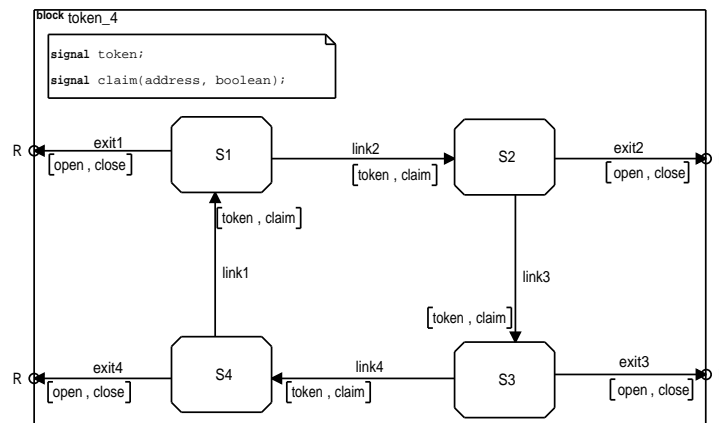 block token_4
signal token;
signal claim(address, boolean);
R
exit1
[open , close]
S1
link2
[token , claim]
S2
exit2
[open , close]
[token , claim]
link1
link3
[token , claim]
R
exit4
[open , close]
S4
link4
[token , claim]
S3
exit3
[open , close]